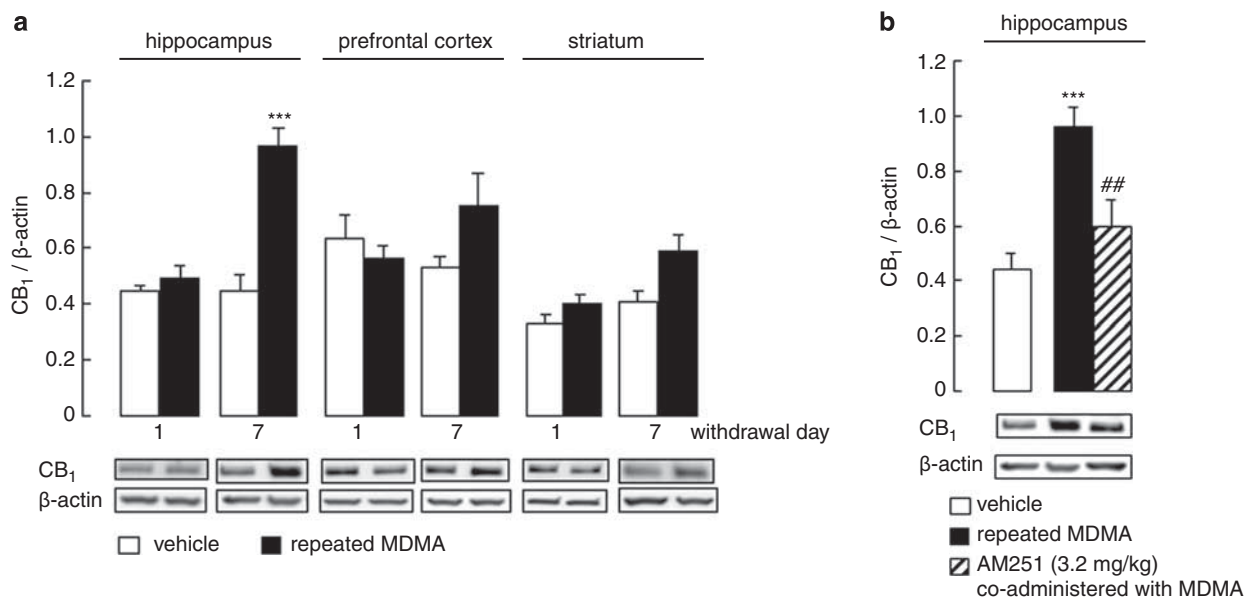 a
hippocampus prefrontal cortex striatum
CB₁ / β-actin
1.2
1.0
0.8
0.6
0.4
0.2
0
***
1 7 1 7 1 7 withdrawal day
CB₁
β-actin
vehicle repeated MDMA
b
hippocampus
CB₁ / β-actin
1.2
1.0
0.8
0.6
0.4
0.2
0
***
##
CB₁
β-actin
vehicle
repeated MDMA
AM251 (3.2 mg/kg)
co-administered with MDMA